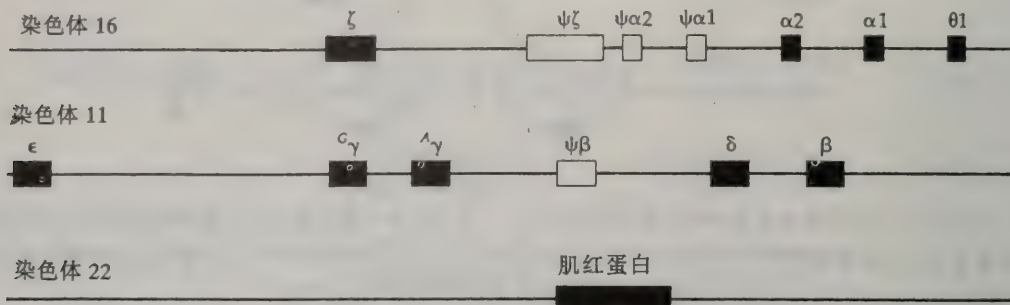 染色体 16
ζ ψζ ψα2 ψα1 α2 α1 θ1
染色体 11
ε Gγ Aγ ψβ δ β
染色体 22
肌红蛋白